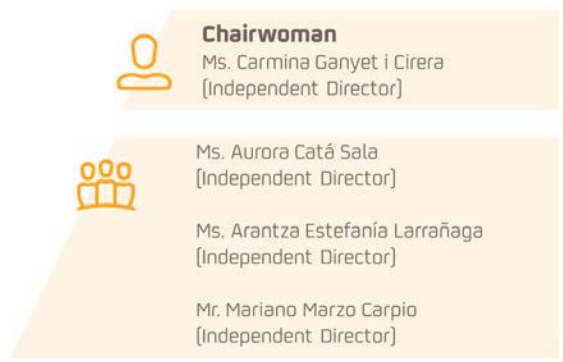 Chairwoman
Ms. Carmina Ganyet i Cirera
(Independent Director)
Ms. Aurora Catá Sala
(Independent Director)
Ms. Arantza Estefanía Larrañaga
(Independent Director)
Mr. Mariano Marzo Carpio
(Independent Director)